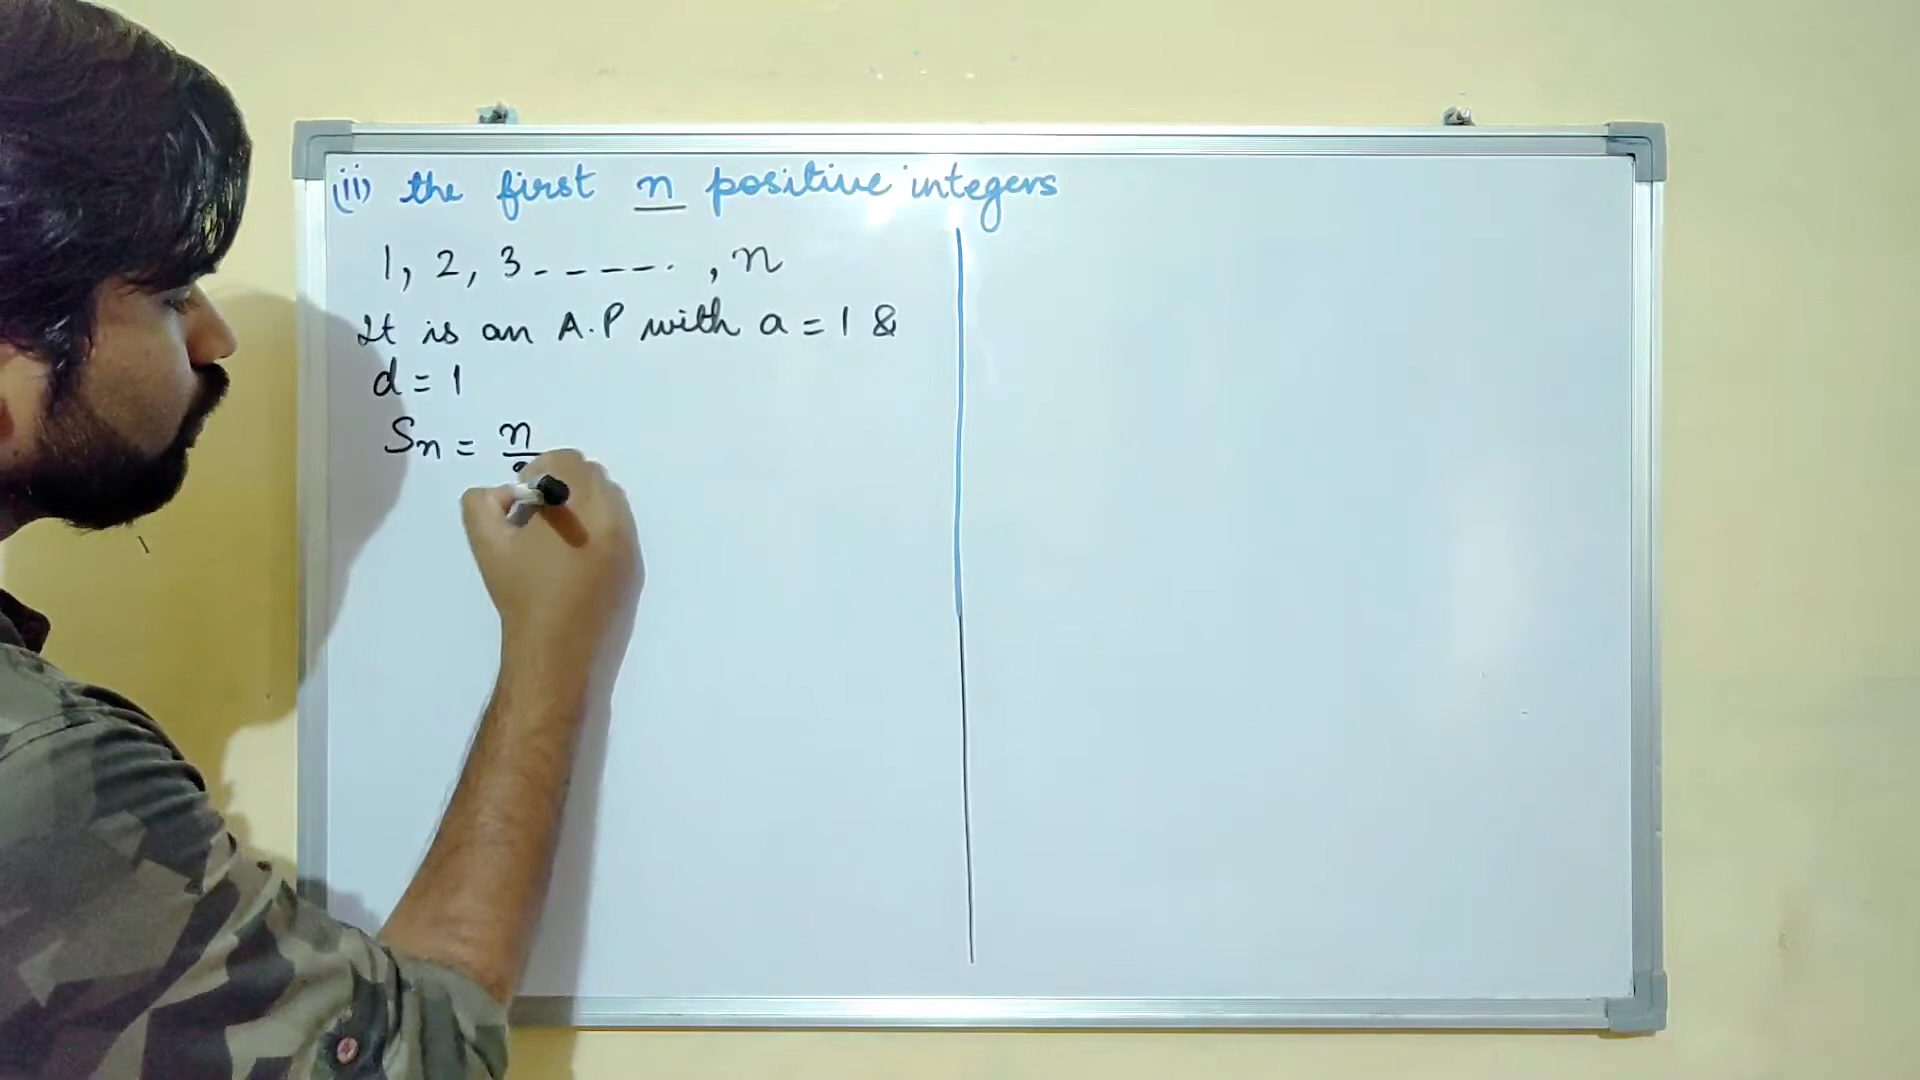 (ii) the first n positive integers
1, 2, 3------. , n
It is an A.P with a = 1 &
d = 1
Sn = n